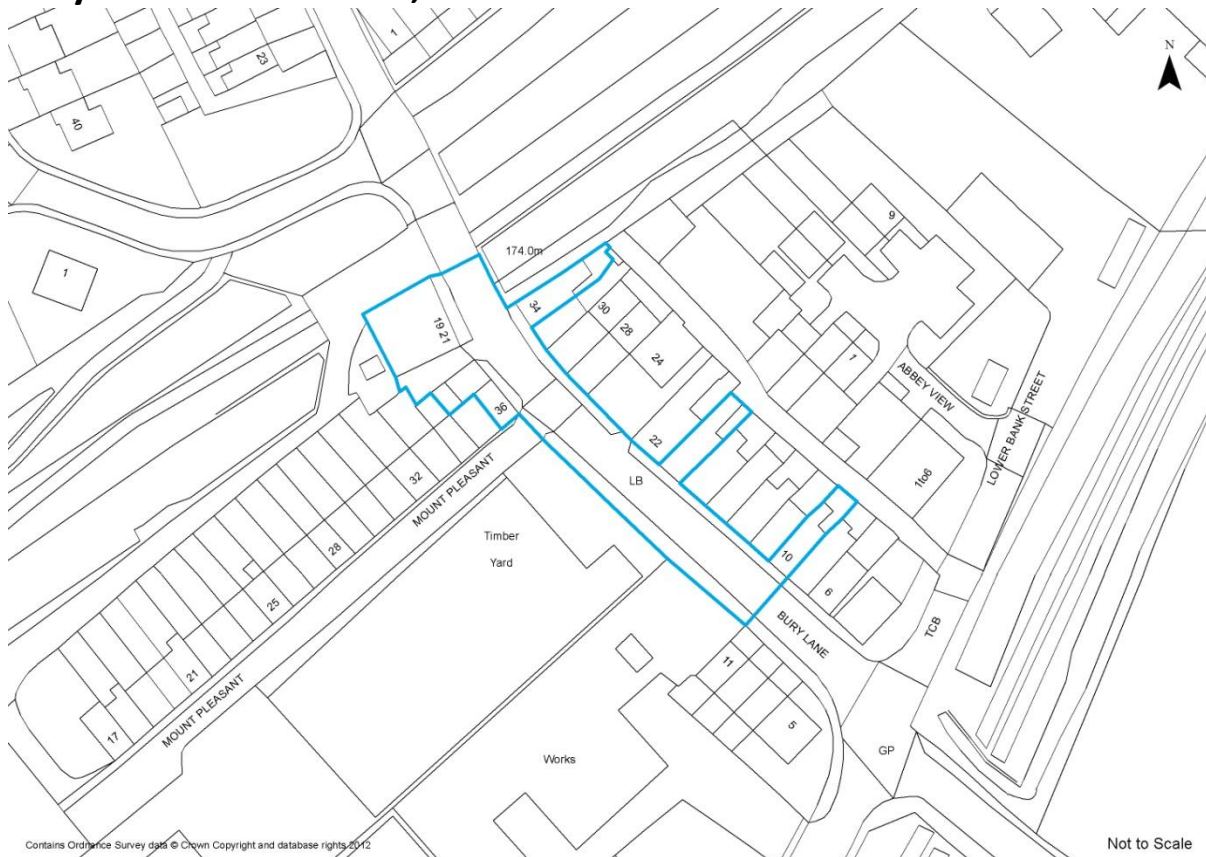 N
1
23
40
1
174.0m
9
34
30
28
24
19 21
1
22
36
32
ABBEY VIEW
LOWER BANK STREET
1to6
LB
MOUNT PLEASANT
28
25
21
17
MOUNT PLEASANT
Timber
Yard
10
6
BURY LANE
TCB
11
5
GP
Works
Contains Ordnance Survey data © Crown Copyright and database rights 2012
Not to Scale